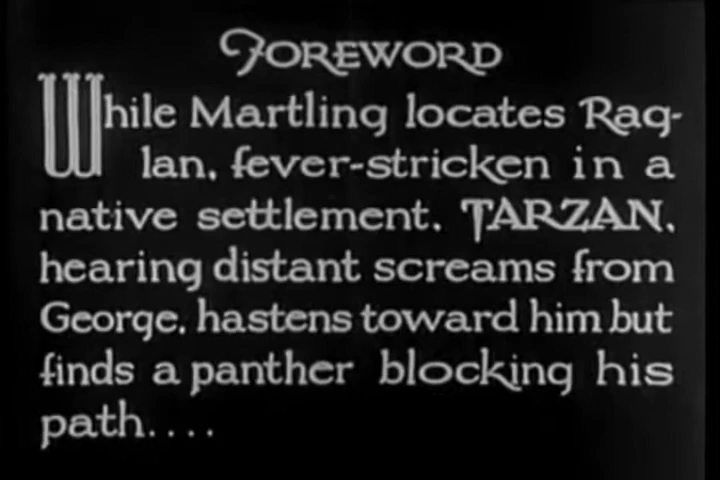 FOREWORD
While Martling locates Rag-
lan, fever-stricken in a
native settlement, TARZAN,
hearing distant screams from
George, hastens toward him but
finds a panther blocking his
path....